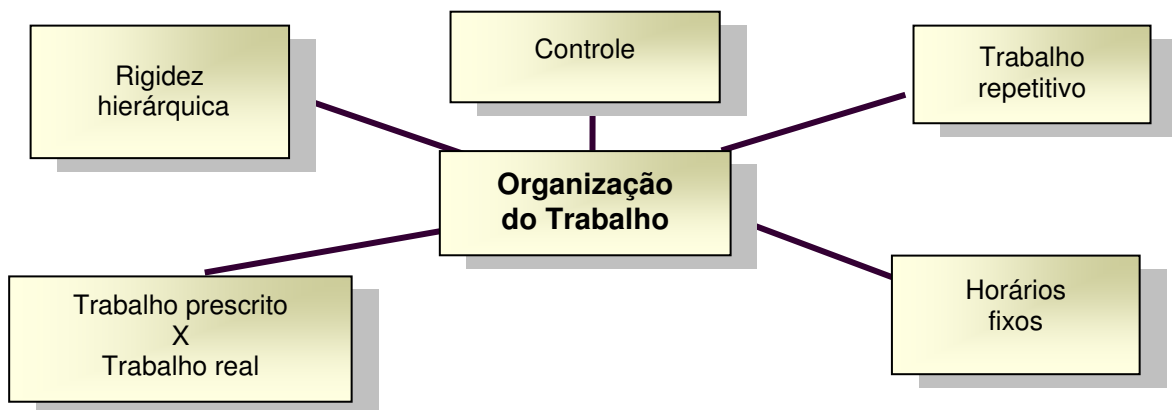 Rigidez
hierárquica
Controle
Trabalho
repetitivo
Organização
do Trabalho
Trabalho prescrito
X
Trabalho real
Horários
fixos